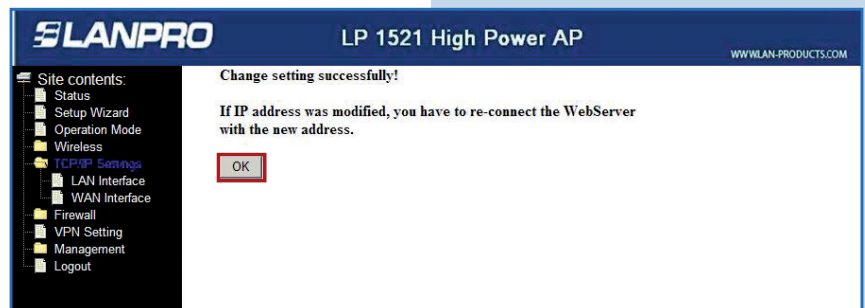 SLANPRO
LP 1521 High Power AP
WWW.LAN-PRODUCTS.COM
Site contents:
Status
Setup Wizard
Operation Mode
Wireless
TCP/IP Settings
LAN Interface
WAN Interface
Firewall
VPN Setting
Management
Logout
Change setting successfully!
If IP address was modified, you have to re-connect the WebServer
with the new address.
OK